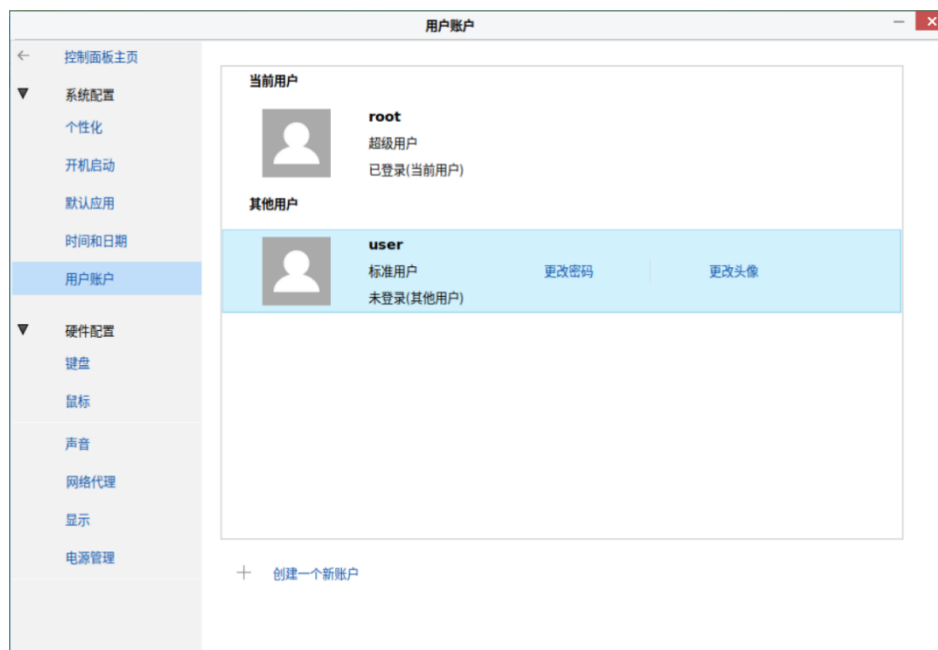 用户账户
控制面板主页
系统配置
个性化
开机启动
默认应用
时间和日期
用户账户
硬件配置
键盘
鼠标
声音
网络代理
显示
电源管理
当前用户
root
超级用户
已登录(当前用户)
其他用户
user
标准用户 更改密码 更改头像
未登录(其他用户)
创建一个新账户